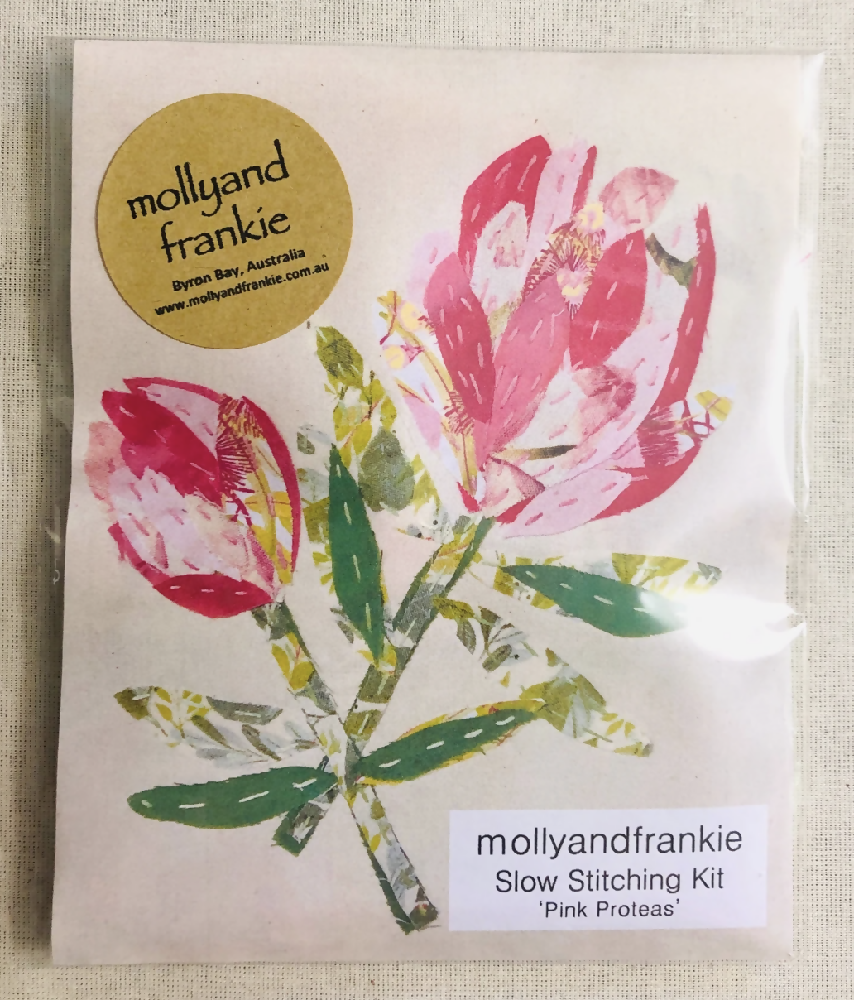 mollyand
frankie
Byron Bay, Australia
www.mollyandfrankie.com.au
mollyandfrankie
Slow Stitching Kit
'Pink Proteas'